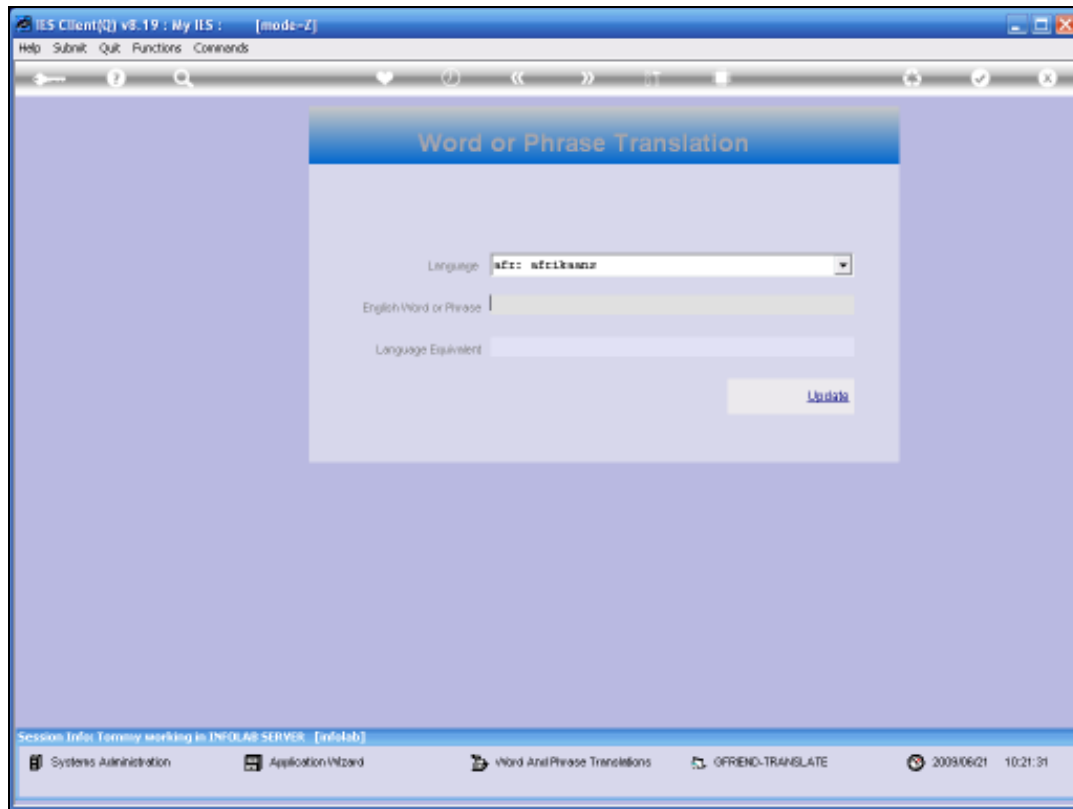 IES Client(Q) v8.19 : My IES : [mode-Z]
Help Submit Quit Functions Commands
Word or Phrase Translation
Language afr: afrikaans
English Word or Phrase
Language Equivalent
Update
Session Info: Tommy working in INFOLAB SERVER [infolab]
Systems Administration Application Wizard Word And Phrase Translations GFRIEND-TRANSLATE 2009/06/21 10:21:31